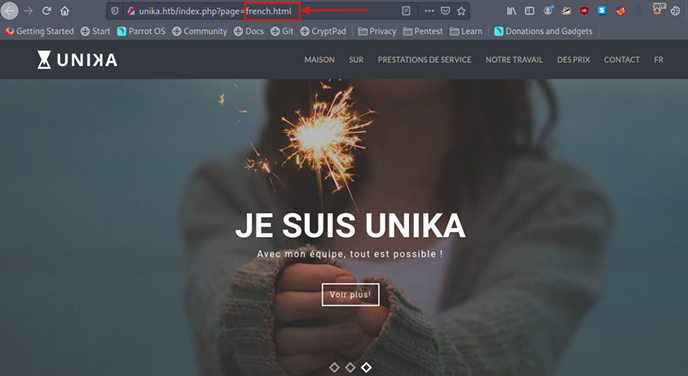 unika.htb/index.php?page=french.html
Getting Started Start Parrot OS Community Docs Git CryptPad Privacy Pentest Learn Donations and Gadgets
UNIKA
MAISON SUR PRESTATIONS DE SERVICE NOTRE TRAVAIL DES PRIX CONTACT FR
JE SUIS UNIKA
Avec mon équipe, tout est possible !
Voir plus!